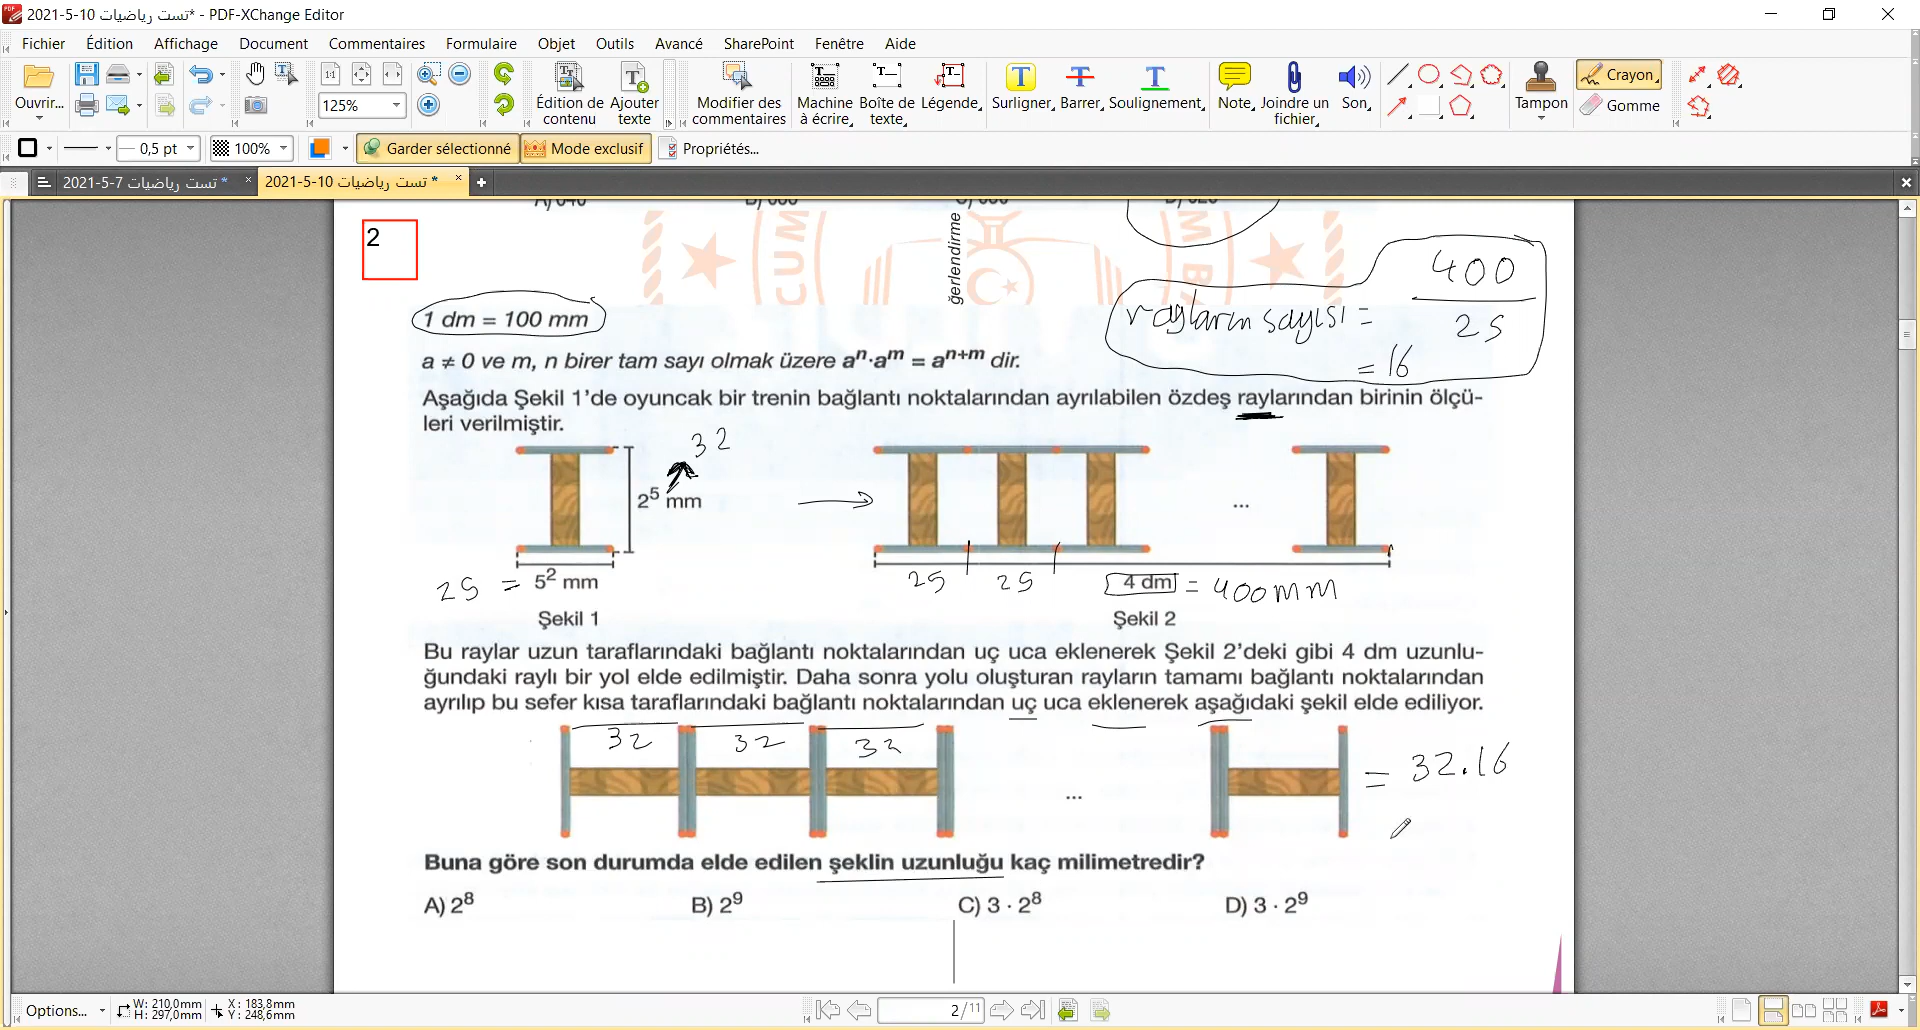 تست رياضيات 10-5-2021* - PDF-XChange Editor
Fichier Édition Affichage Document Commentaires Formulaire Objet Outils Avancé SharePoint Fenêtre Aide
Ouvrir... 125% Édition de contenu Ajouter texte Modifier des commentaires Machine à écrire Boîte de texte Légende Surligner Barrer Soulignement Note Joindre un fichier Son Tampon Crayon Gomme
0,5 pt 100% Garder sélectionné Mode exclusif Propriétés...
تست رياضيات 7-5-2021 * تست رياضيات 10-5-2021 *
2
ğerlendirme
1 dm = 100 mm
rayların sayısı = 400 / 25
= 16
a ≠ 0 ve m, n birer tam sayı olmak üzere aⁿ·aᵐ = aⁿ⁺ᵐ dir.
Aşağıda Şekil 1'de oyuncak bir trenin bağlantı noktalarından ayrılabilen özdeş raylarından birinin ölçü-
leri verilmiştir.
32
2⁵ mm
...
25 = 5² mm
25 25 4 dm = 400mm
Şekil 1 Şekil 2
Bu raylar uzun taraflarındaki bağlantı noktalarından uç uca eklenerek Şekil 2'deki gibi 4 dm uzunlu-
ğundaki raylı bir yol elde edilmiştir. Daha sonra yolu oluşturan rayların tamamı bağlantı noktalarından
ayrılıp bu sefer kısa taraflarındaki bağlantı noktalarından uç uca eklenerek aşağıdaki şekil elde ediliyor.
32 32 32
... = 32.16
Buna göre son durumda elde edilen şeklin uzunluğu kaç milimetredir?
A) 2⁸ B) 2⁹ C) 3 · 2⁸ D) 3 · 2⁹
Options... W: 210,0mm X: 183,8mm 2/11
H: 297,0mm Y: 248,6mm